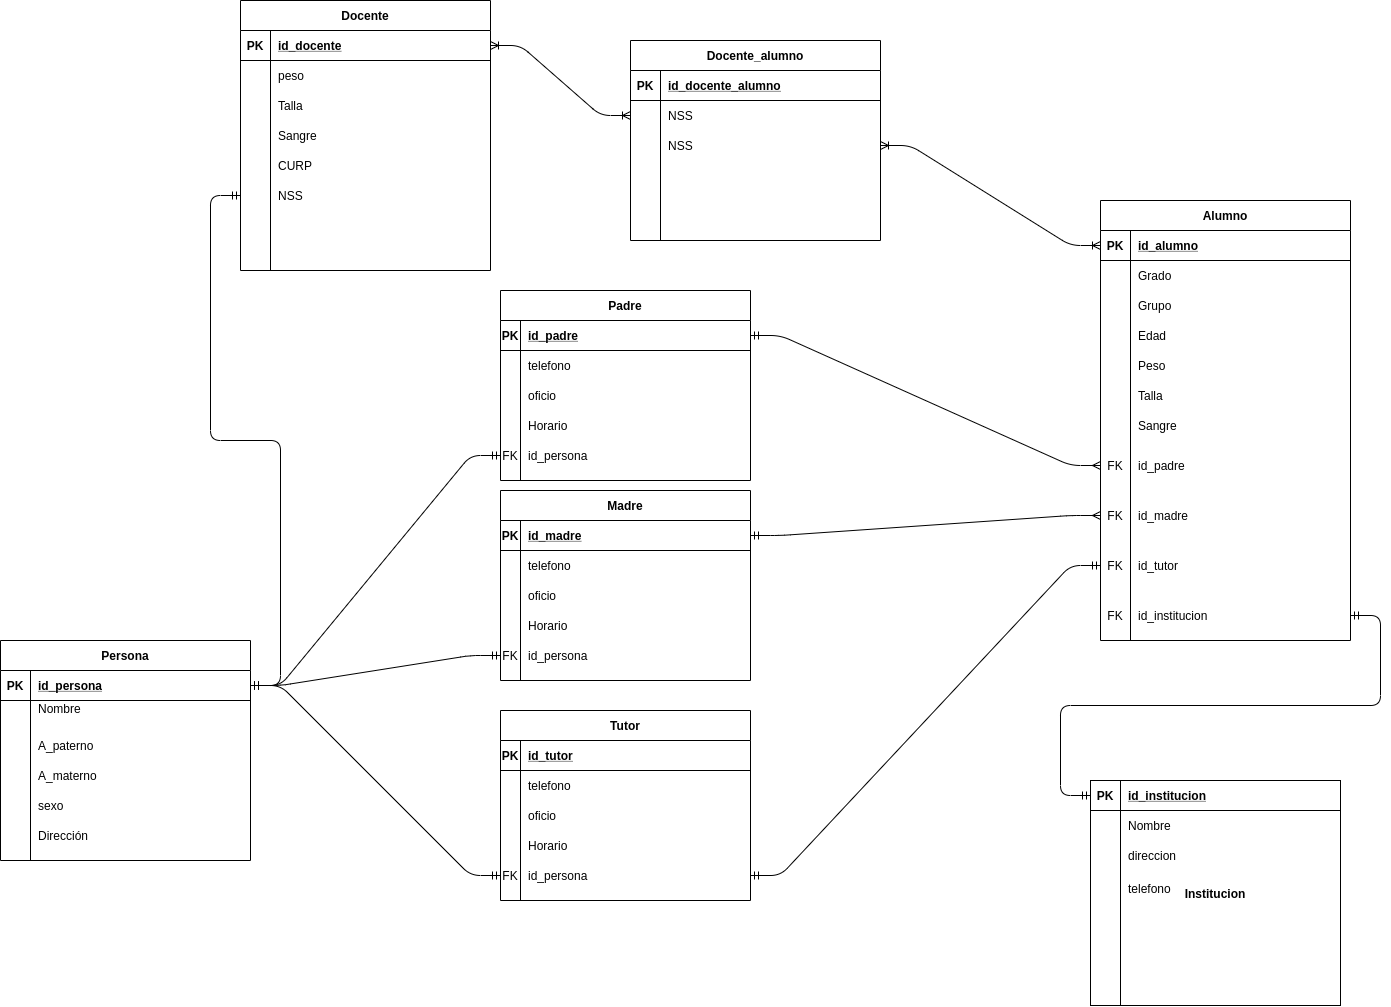 Docente
PK id_docente
peso
Talla
Sangre
CURP
NSS
Docente_alumno
PK id_docente_alumno
NSS
NSS
Alumno
PK id_alumno
Grado
Grupo
Edad
Peso
Talla
Sangre
FK id_padre
FK id_madre
FK id_tutor
FK id_institucion
Padre
PK id_padre
telefono
oficio
Horario
FK id_persona
Madre
PK id_madre
telefono
oficio
Horario
FK id_persona
Persona
PK id_persona
Nombre
A_paterno
A_materno
sexo
Dirección
Tutor
PK id_tutor
telefono
oficio
Horario
FK id_persona
PK id_institucion
Nombre
direccion
telefono
Institucion